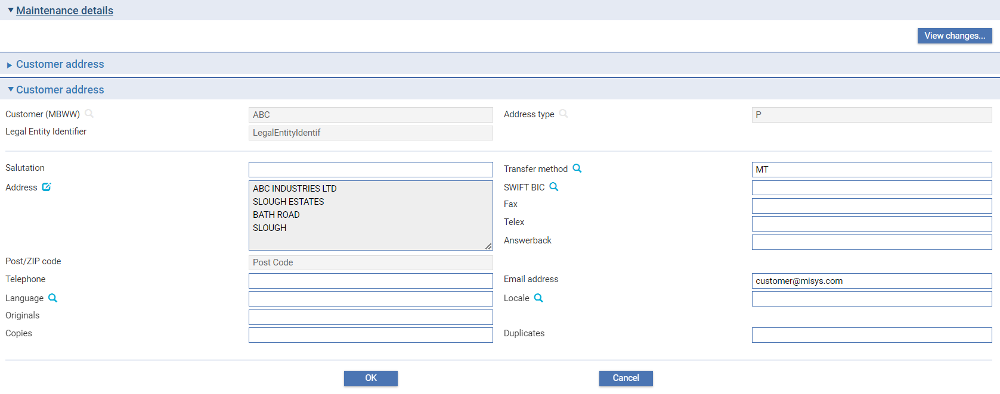 Maintenance details
View changes...
Customer address
Customer address
Customer (MBWW) ABC Address type P
Legal Entity Identifier LegalEntityIdentif
Salutation Transfer method MT
Address ABC INDUSTRIES LTD SWIFT BIC
SLOUGH ESTATES Fax
BATH ROAD Telex
SLOUGH Answerback
Post/ZIP code Post Code
Telephone Email address customer@misys.com
Language Locale
Originals
Copies Duplicates
OK Cancel